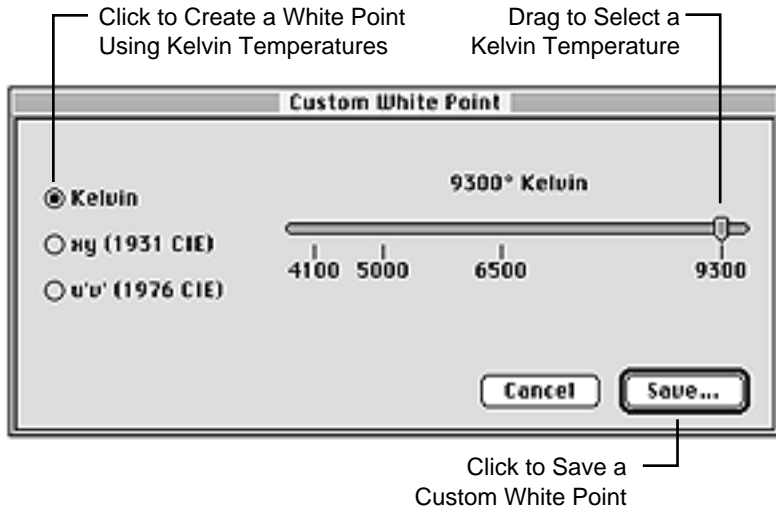 Click to Create a White Point
Using Kelvin Temperatures
Drag to Select a
Kelvin Temperature
Custom White Point
9300° Kelvin
Kelvin
xy (1931 CIE)
u'v' (1976 CIE)
4100 5000 6500 9300
Cancel Save...
Click to Save a
Custom White Point